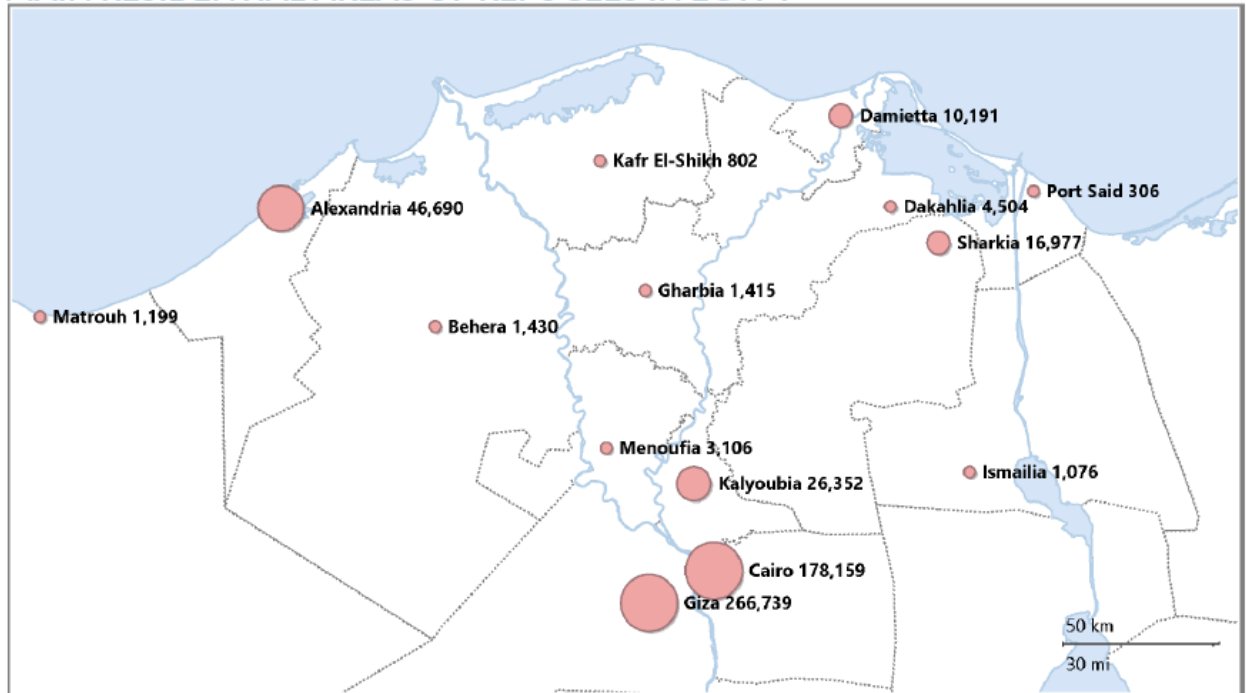 Damietta 10,191
Kafr El-Shikh 802
Port Said 306
Alexandria 46,690
Dakahlia 4,504
Sharkia 16,977
Gharbia 1,415
Matrouh 1,199
Behera 1,430
Menoufia 3,106
Ismailia 1,076
Kalyoubia 26,352
Cairo 178,159
Giza 266,739
50 km
30 mi